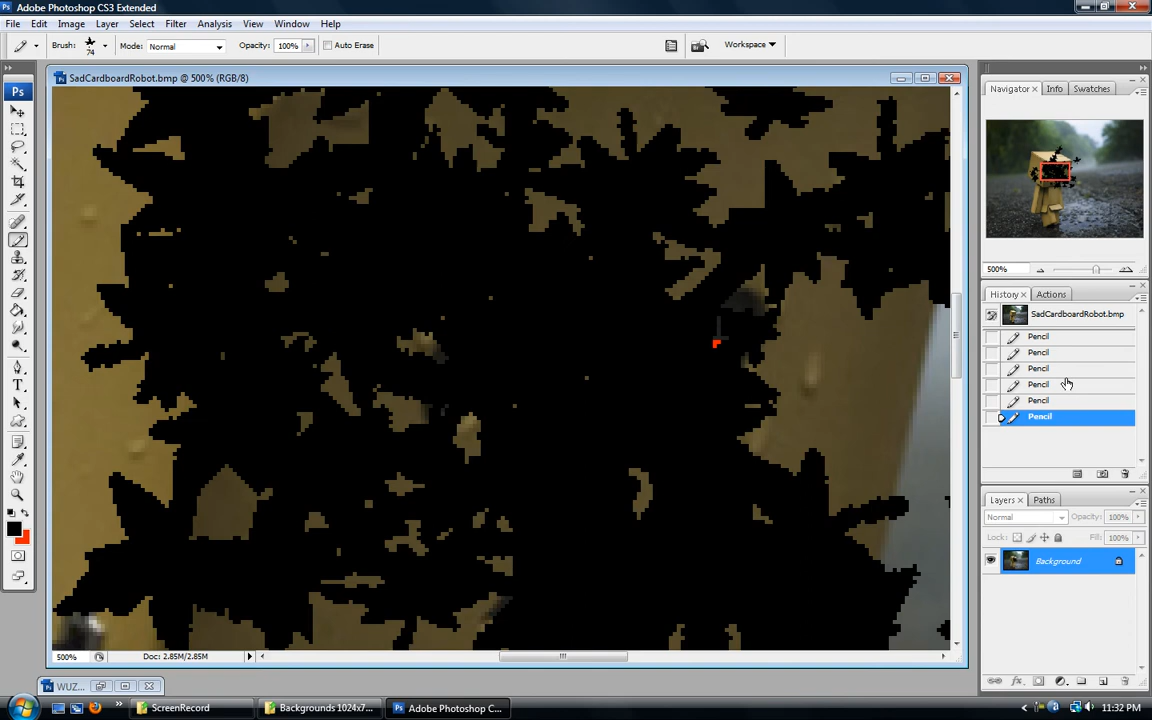 Adobe Photoshop CS3 Extended
File Edit Image Layer Select Filter Analysis View Window Help
Brush: 74 Mode: Normal Opacity: 100% Auto Erase Workspace
Ps
SadCardboardRobot.bmp @ 500% (RGB/8)
Navigator × Info Swatches
500%
History × Actions
SadCardboardRobot.bmp
Pencil
Pencil
Pencil
Pencil
Pencil
Pencil
Layers × Paths
Normal Opacity: 100%
Lock: Fill: 100%
Background
500% Doc: 2.85M/2.85M
WUZ...
ScreenRecord Backgrounds 1024x7... Adobe Photoshop C... 11:32 PM